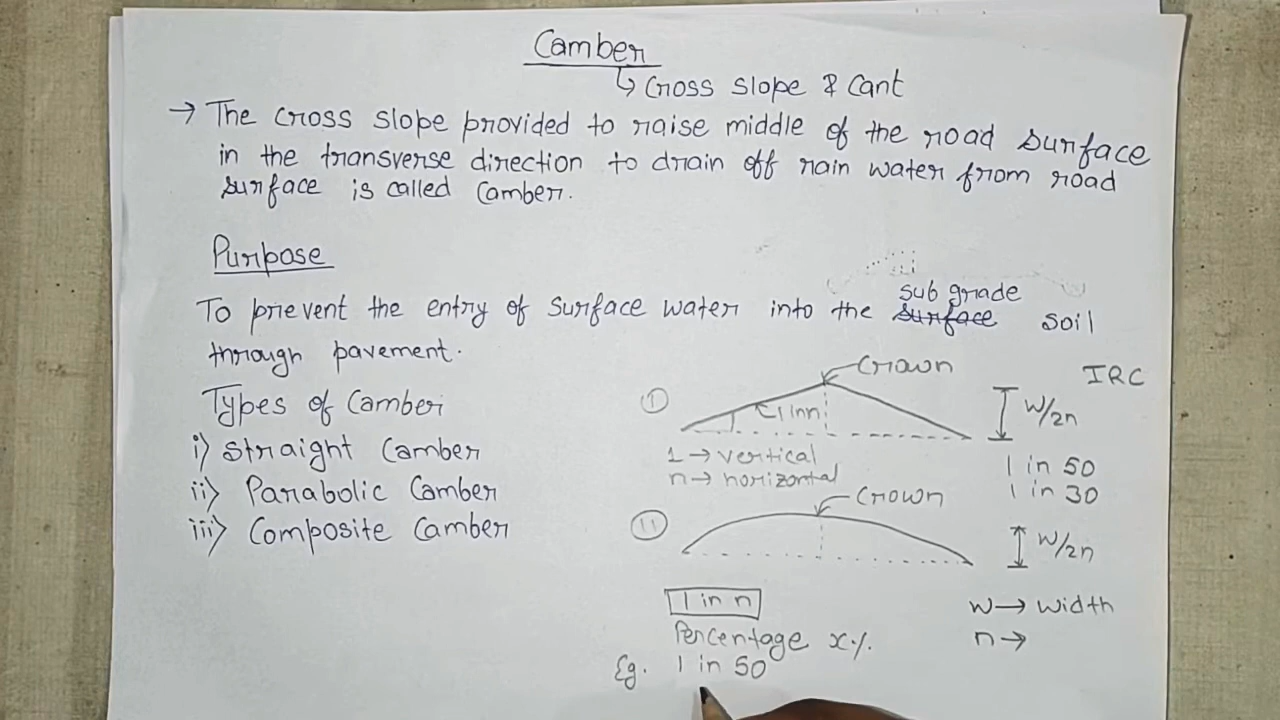 Camber
↳ Cross slope & Cant
→ The cross slope provided to raise middle of the road surface
in the transverse direction to drain off rain water from road
surface is called Camber.
Purpose
sub grade
To prevent the entry of surface water into the surface soil
through pavement.
Types of Camber
i) Straight Camber
ii) Parabolic Camber
iii) Composite Camber
Crown
IRC
I
1 in n
W/2n
1 → vertical
n → horizontal
1 in 50
1 in 30
Crown
II
W/2n
1 in n
Percentage x%.
Eg. 1 in 50
W → width
n →